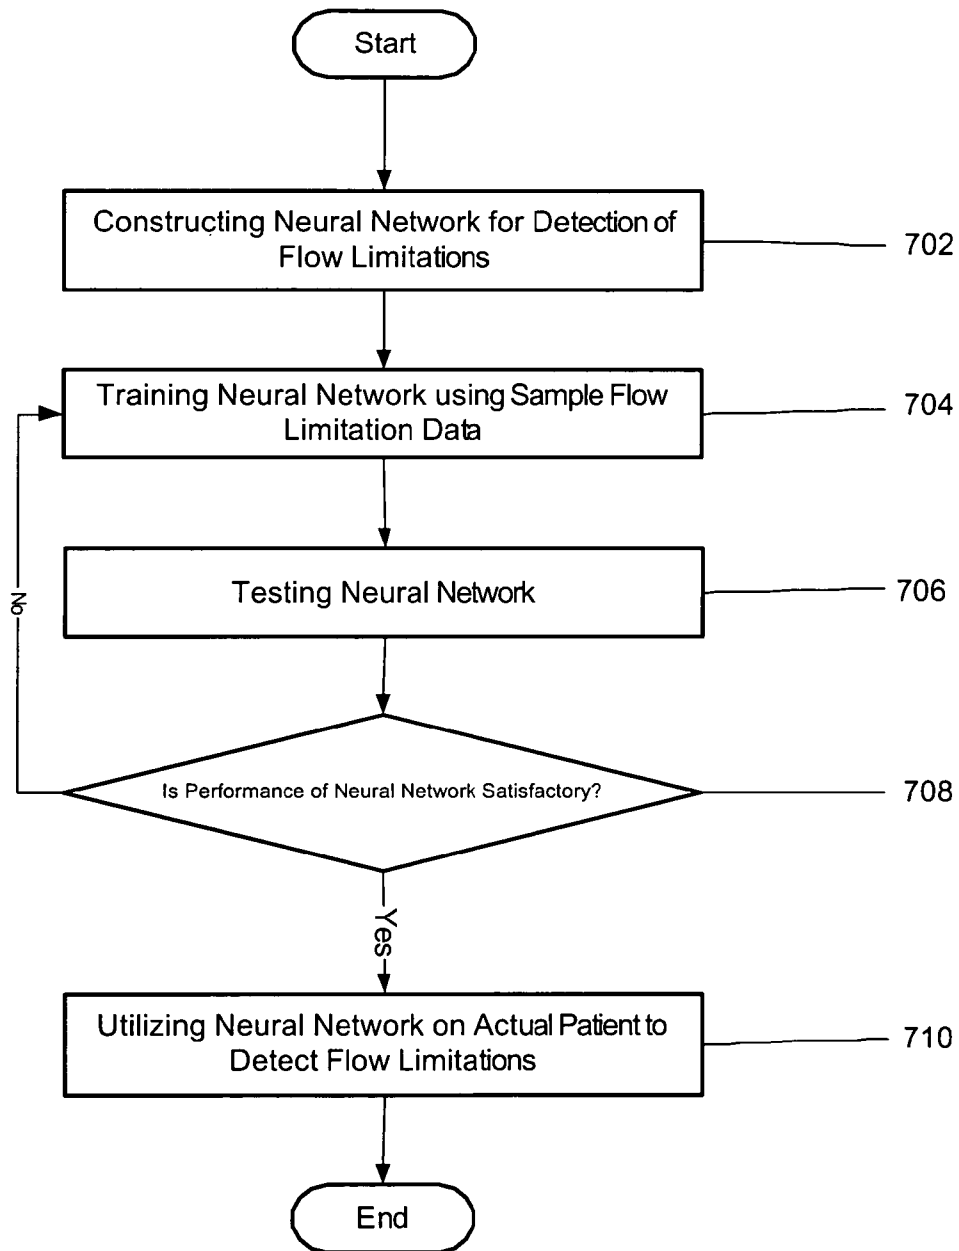 Start
Constructing Neural Network for Detection of
Flow Limitations
702
Training Neural Network using Sample Flow
Limitation Data
704
Testing Neural Network
706
No
Is Performance of Neural Network Satisfactory?
708
Yes
Utilizing Neural Network on Actual Patient to
Detect Flow Limitations
710
End